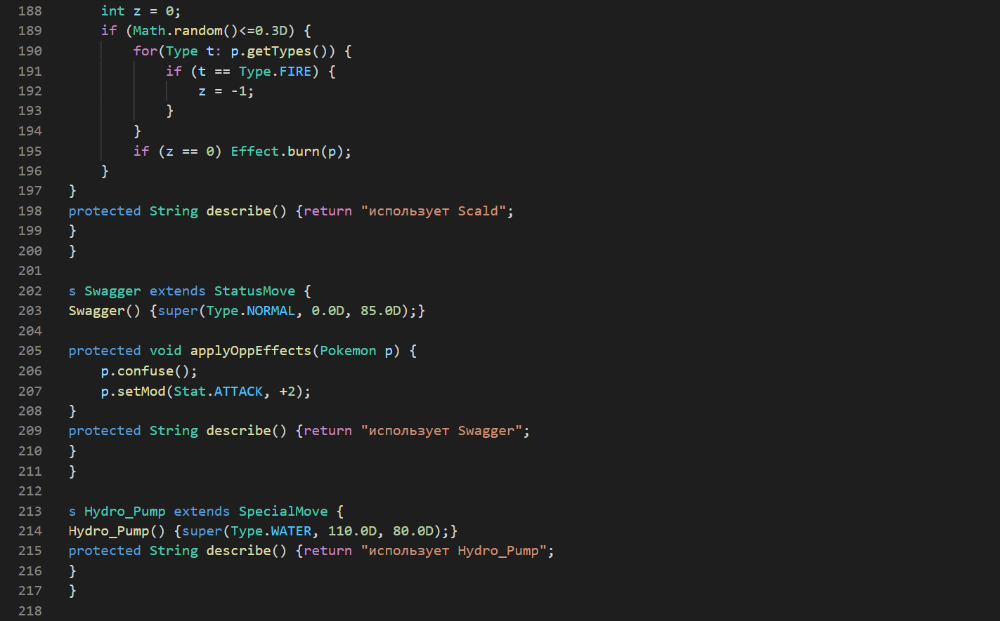 188 int z = 0;
189 if (Math.random()<=0.3D) {
190 for(Type t: p.getTypes()) {
191 if (t == Type.FIRE) {
192 z = -1;
193 }
194 }
195 if (z == 0) Effect.burn(p);
196 }
197 }
198 protected String describe() {return "использует Scald";
199 }
200 }
201
202 s Swagger extends StatusMove {
203 Swagger() {super(Type.NORMAL, 0.0D, 85.0D);}
204
205 protected void applyOppEffects(Pokemon p) {
206 p.confuse();
207 p.setMod(Stat.ATTACK, +2);
208 }
209 protected String describe() {return "использует Swagger";
210 }
211 }
212
213 s Hydro_Pump extends SpecialMove {
214 Hydro_Pump() {super(Type.WATER, 110.0D, 80.0D);}
215 protected String describe() {return "использует Hydro_Pump";
216 }
217 }
218